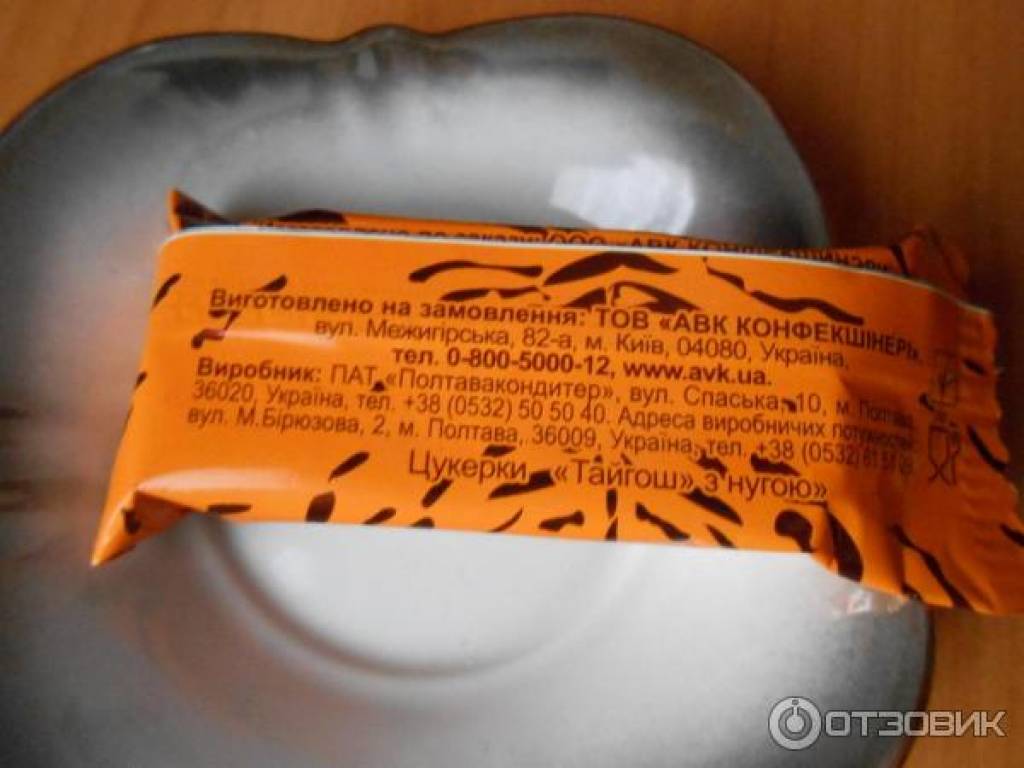 ООО «АВК
Виготовлено на замовлення: ТОВ «АВК КОНФЕКШІНЕРІ».
вул. Межигірська, 82-а, м. Київ, 04080, Україна.
тел. 0-800-5000-12, www.avk.ua.
Виробник: ПАТ «Полтавакондитер», вул. Спаська, 10, м. Полтава,
36020, Україна, тел. +38 (0532) 50 50 40. Адреса виробничих
вул. М.Бірюзова, 2, м. Полтава, 36009, Україна, тел. +38 (0532)
Цукерки «Тайгош» з нугою»
ОТЗОВИК